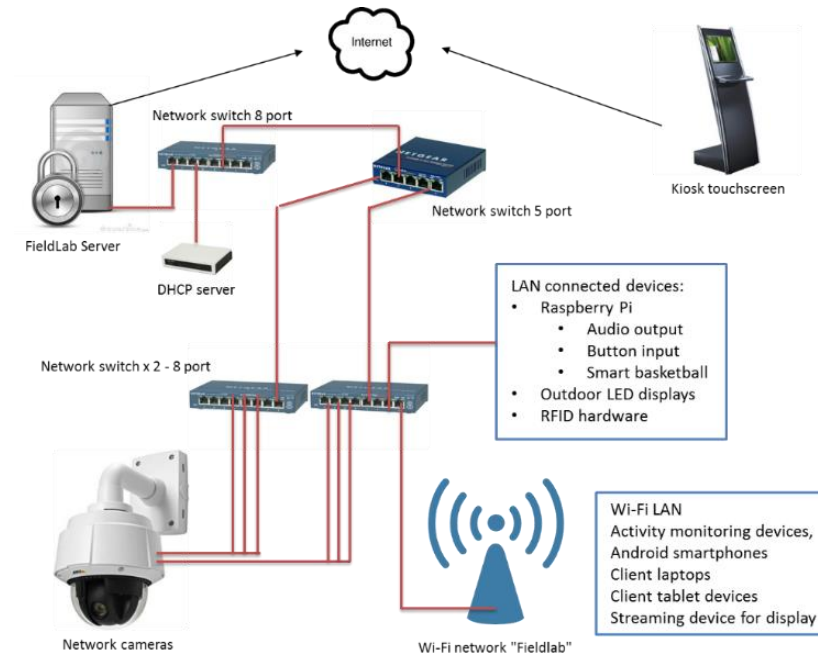 Internet
Network switch 8 port
NETGEAR
NETGEAR
Kiosk touchscreen
Network switch 5 port
FieldLab Server
DHCP server
LAN connected devices:
• Raspberry Pi
• Audio output
• Button input
• Smart basketball
• Outdoor LED displays
• RFID hardware
Network switch x 2 - 8 port
Wi-Fi LAN
Activity monitoring devices,
Android smartphones
Client laptops
Client tablet devices
Streaming device for display
Network cameras
Wi-Fi network "Fieldlab"